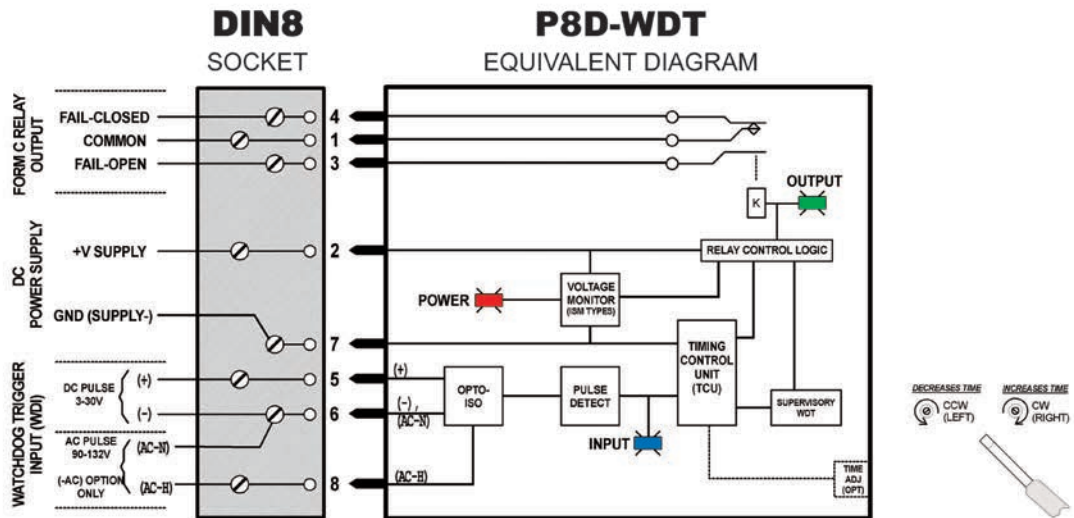 DIN8
SOCKET
P8D-WDT
EQUIVALENT DIAGRAM
FORM C RELAY
OUTPUT
FAIL-CLOSED
COMMON
FAIL-OPEN
4
1
3
DC
POWER SUPPLY
+V SUPPLY
GND (SUPPLY-)
2
7
WATCHDOG TRIGGER
INPUT (WDI)
DC PULSE
3-30V
(+)
(-)
AC PULSE
90-132V
(AC-N)
(-AC) OPTION
ONLY
(AC-H)
5
6
8
OUTPUT
K
RELAY CONTROL LOGIC
POWER
VOLTAGE
MONITOR
(ISM TYPES)
TIMING
CONTROL
UNIT
(TCU)
(+)
(-) ,
(AC-N)
(AC-H)
OPTO-
ISO
PULSE
DETECT
INPUT
SUPERVISORY
WDT
TIME
ADJ
(OPT)
DECREASES TIME
CCW
(LEFT)
INCREASES TIME
CW
(RIGHT)